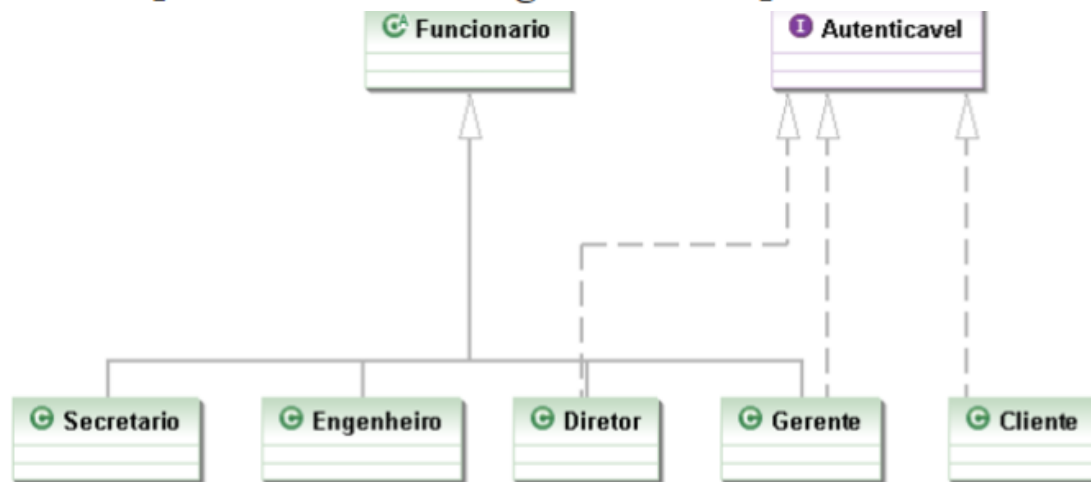 Funcionario
Autenticavel
Secretario
Engenheiro
Diretor
Gerente
Cliente